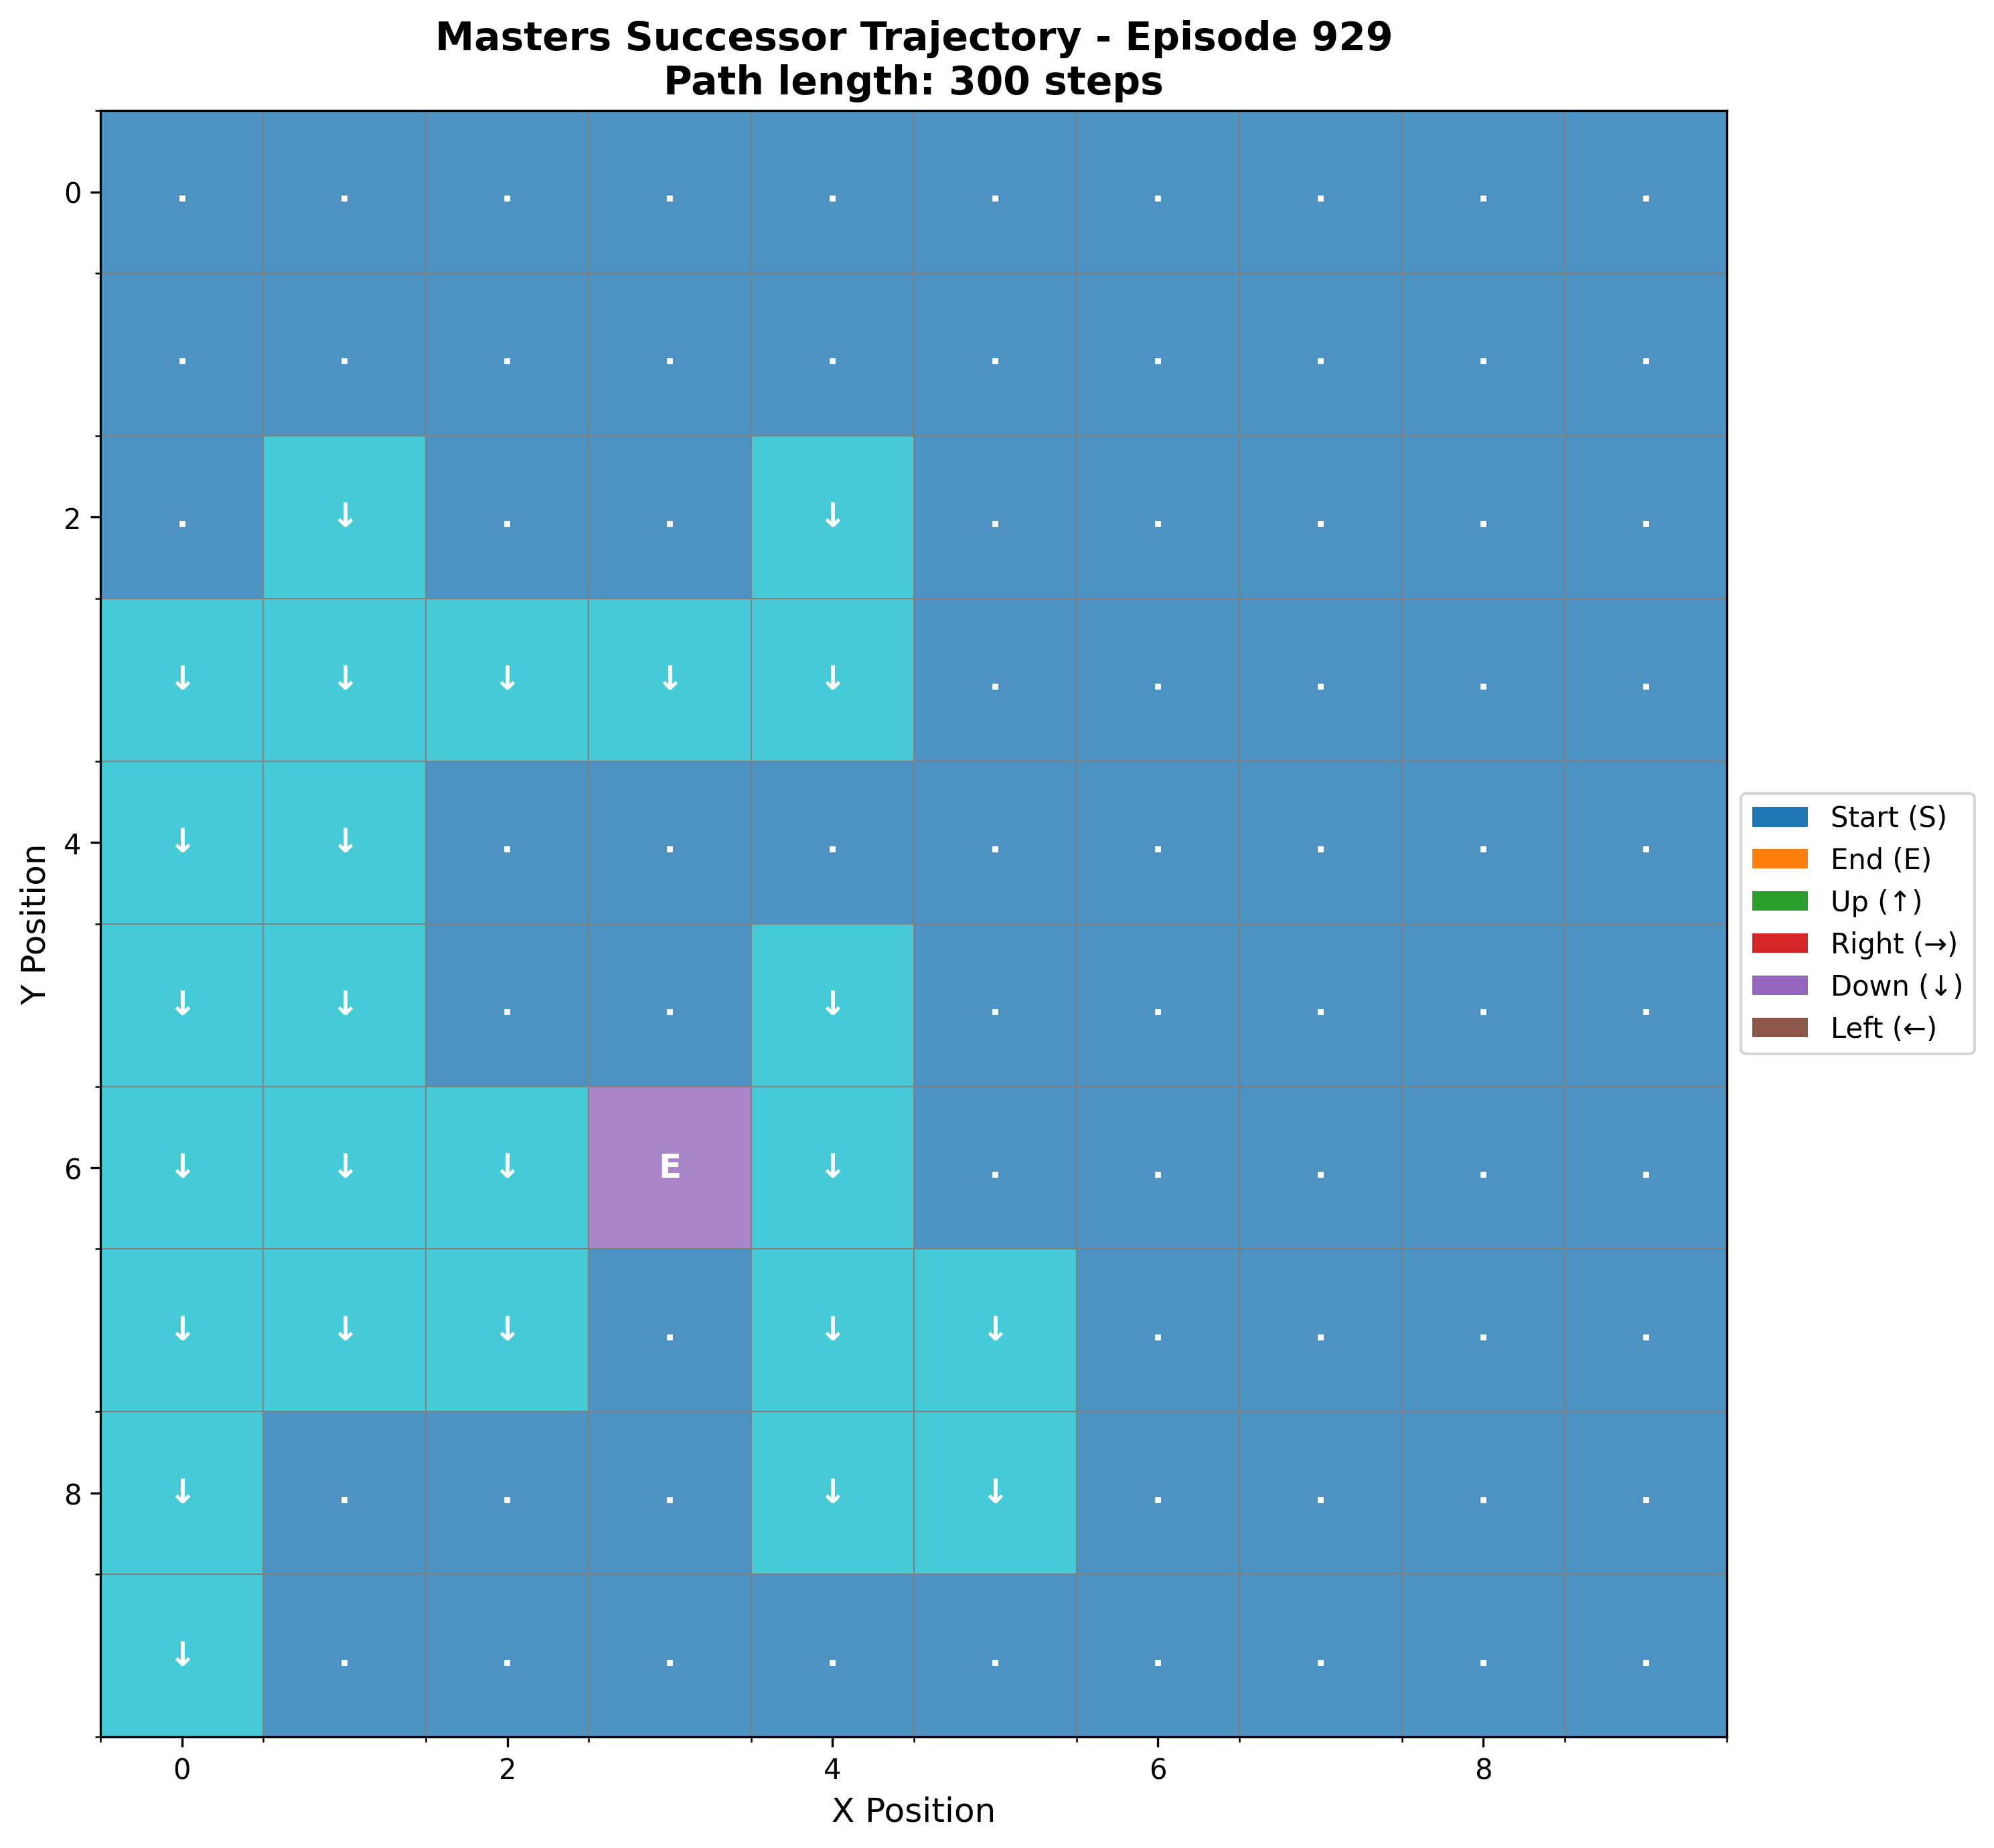 Masters Successor Trajectory - Episode 929
Path length: 300 steps
0 . . . . . . . . . .
. . . . . . . . . .
2 . ↓ . . ↓ . . . . .
↓ ↓ ↓ ↓ ↓ . . . . .
4 ↓ ↓ . . . . . . . .
↓ ↓ . . ↓ . . . . .
6 ↓ ↓ ↓ E ↓ . . . . .
↓ ↓ ↓ . ↓ ↓ . . . .
8 ↓ . . . ↓ ↓ . . . .
↓ . . . . . . . . .
0 2 4 6 8
X Position
Y Position
Start (S)
End (E)
Up (↑)
Right (→)
Down (↓)
Left (←)